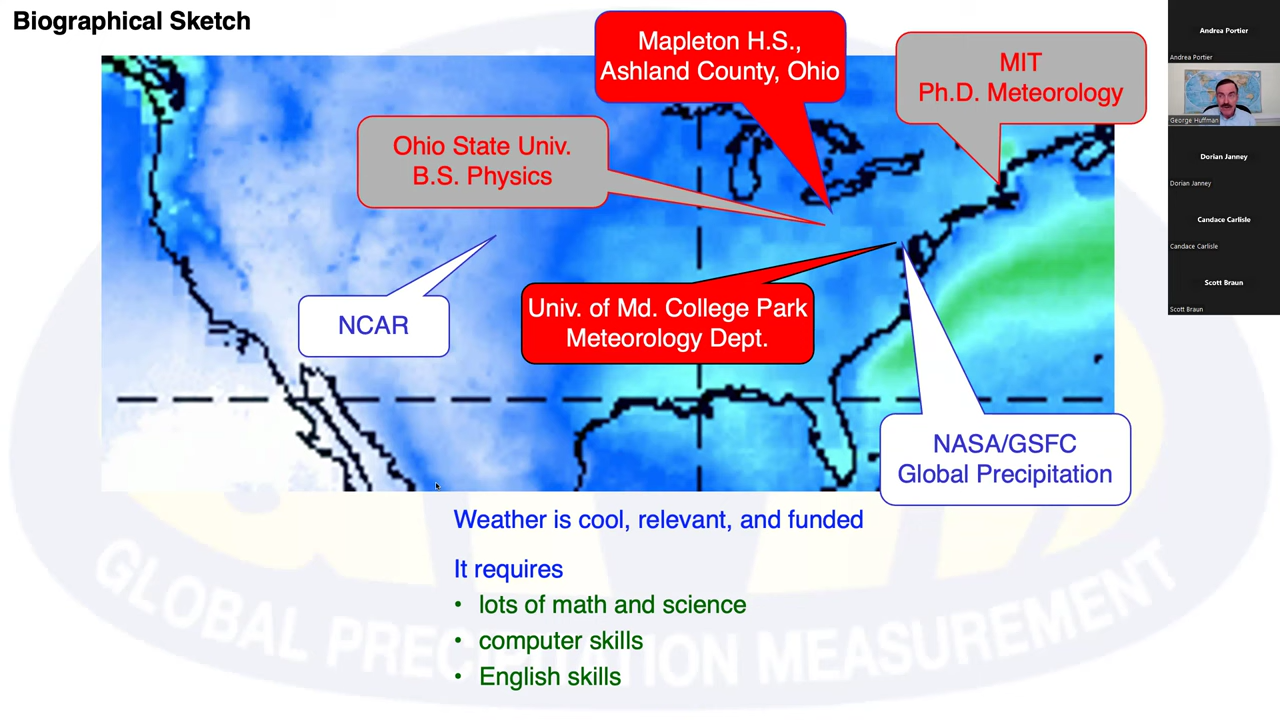 Biographical Sketch
Mapleton H.S.,
Ashland County, Ohio
MIT
Ph.D. Meteorology
Ohio State Univ.
B.S. Physics
NCAR
Univ. of Md. College Park
Meteorology Dept.
NASA/GSFC
Global Precipitation
Weather is cool, relevant, and funded
It requires
• lots of math and science
• computer skills
• English skills
GLOBAL PRECIPITATION MEASUREMENT
Andrea Portier
Andrea Portier
George Huffman
Dorian Janney
Dorian Janney
Candace Carlisle
Candace Carlisle
Scott Braun
Scott Braun